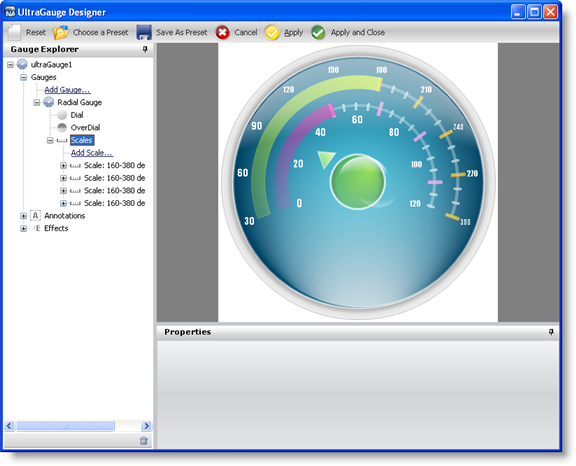 UltraGauge Designer
Reset Choose a Preset Save As Preset Cancel Apply Apply and Close
Gauge Explorer
ultraGauge1
Gauges
Add Gauge...
Radial Gauge
Dial
OverDial
Scales
Add Scale...
Scale: 160-380 de
Scale: 160-380 de
Scale: 160-380 de
Scale: 160-380 de
A Annotations
E Effects
30 60 90 120 150 180 210 240 270 300
0 20 40 60 80 100 120
Properties